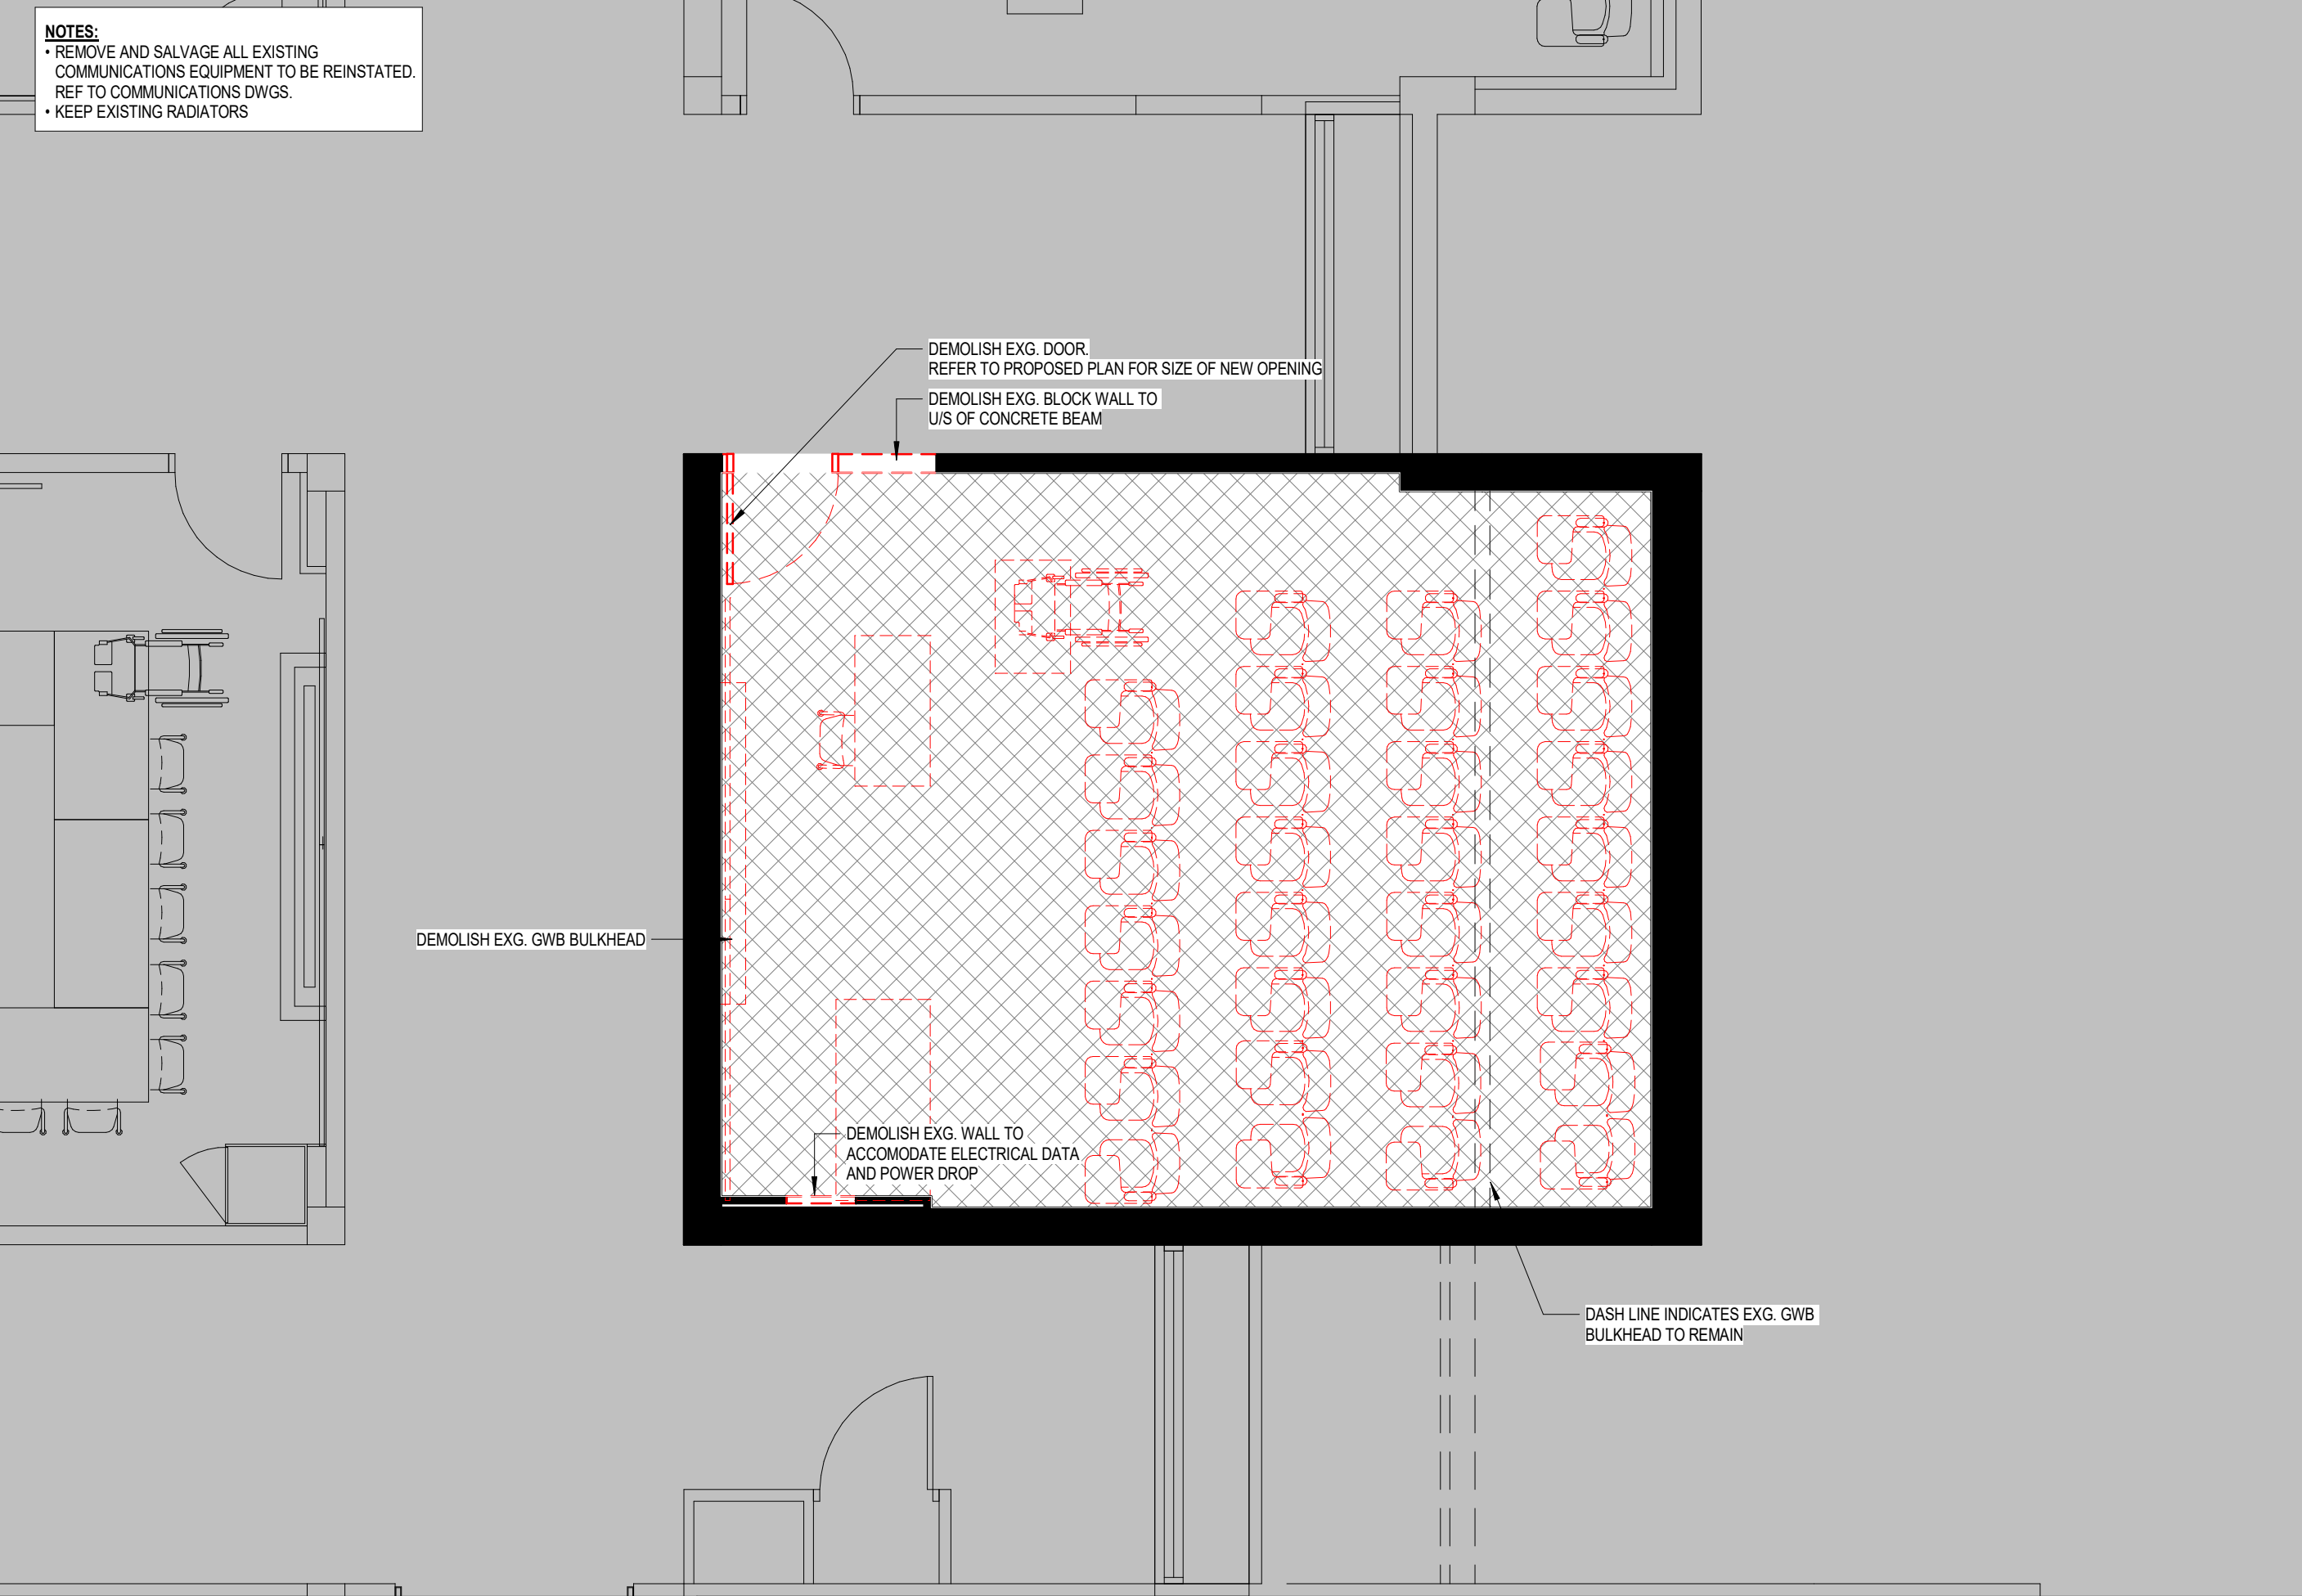 NOTES:
• REMOVE AND SALVAGE ALL EXISTING
COMMUNICATIONS EQUIPMENT TO BE REINSTATED.
REF TO COMMUNICATIONS DWGS.
• KEEP EXISTING RADIATORS
DEMOLISH EXG. DOOR.
REFER TO PROPOSED PLAN FOR SIZE OF NEW OPENING
DEMOLISH EXG. BLOCK WALL TO
U/S OF CONCRETE BEAM
DEMOLISH EXG. GWB BULKHEAD
DEMOLISH EXG. WALL TO
ACCOMODATE ELECTRICAL DATA
AND POWER DROP
DASH LINE INDICATES EXG. GWB
BULKHEAD TO REMAIN